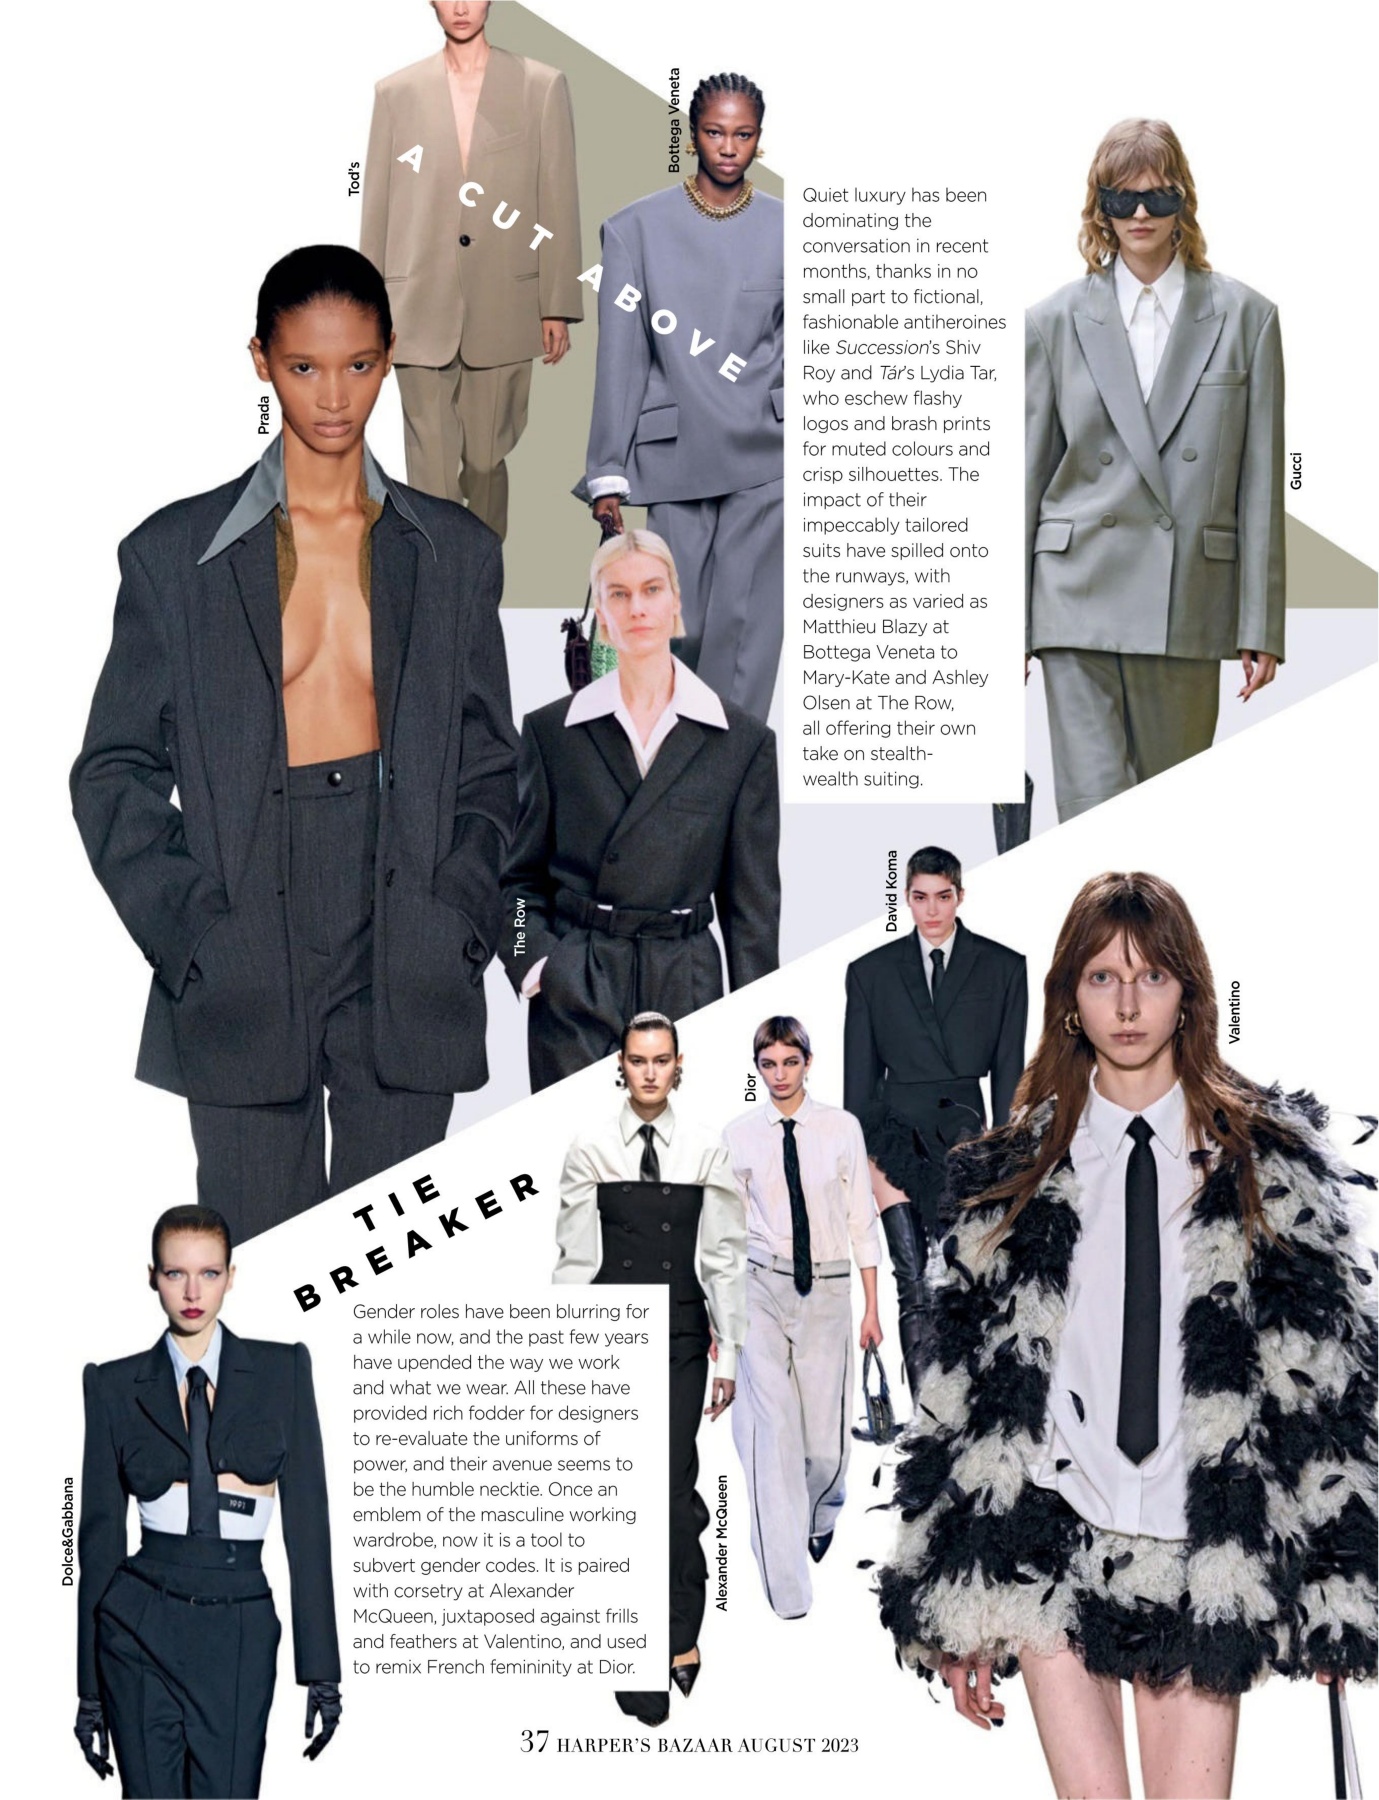 Tod's
A CUT ABOVE
Bottega Veneta
Prada
The Row
Gucci
Quiet luxury has been
dominating the
conversation in recent
months, thanks in no
small part to fictional,
fashionable antiheroines
like Succession's Shiv
Roy and Tár's Lydia Tar,
who eschew flashy
logos and brash prints
for muted colours and
crisp silhouettes. The
impact of their
impeccably tailored
suits have spilled onto
the runways, with
designers as varied as
Matthieu Blazy at
Bottega Veneta to
Mary-Kate and Ashley
Olsen at The Row,
all offering their own
take on stealth-
wealth suiting.
TIE
BREAKER
Gender roles have been blurring for
a while now, and the past few years
have upended the way we work
and what we wear. All these have
provided rich fodder for designers
to re-evaluate the uniforms of
power, and their avenue seems to
be the humble necktie. Once an
emblem of the masculine working
wardrobe, now it is a tool to
subvert gender codes. It is paired
with corsetry at Alexander
McQueen, juxtaposed against frills
and feathers at Valentino, and used
to remix French femininity at Dior.
Dolce&Gabbana
1991
Alexander McQueen
Dior
David Koma
Valentino
37 HARPER'S BAZAAR AUGUST 2023